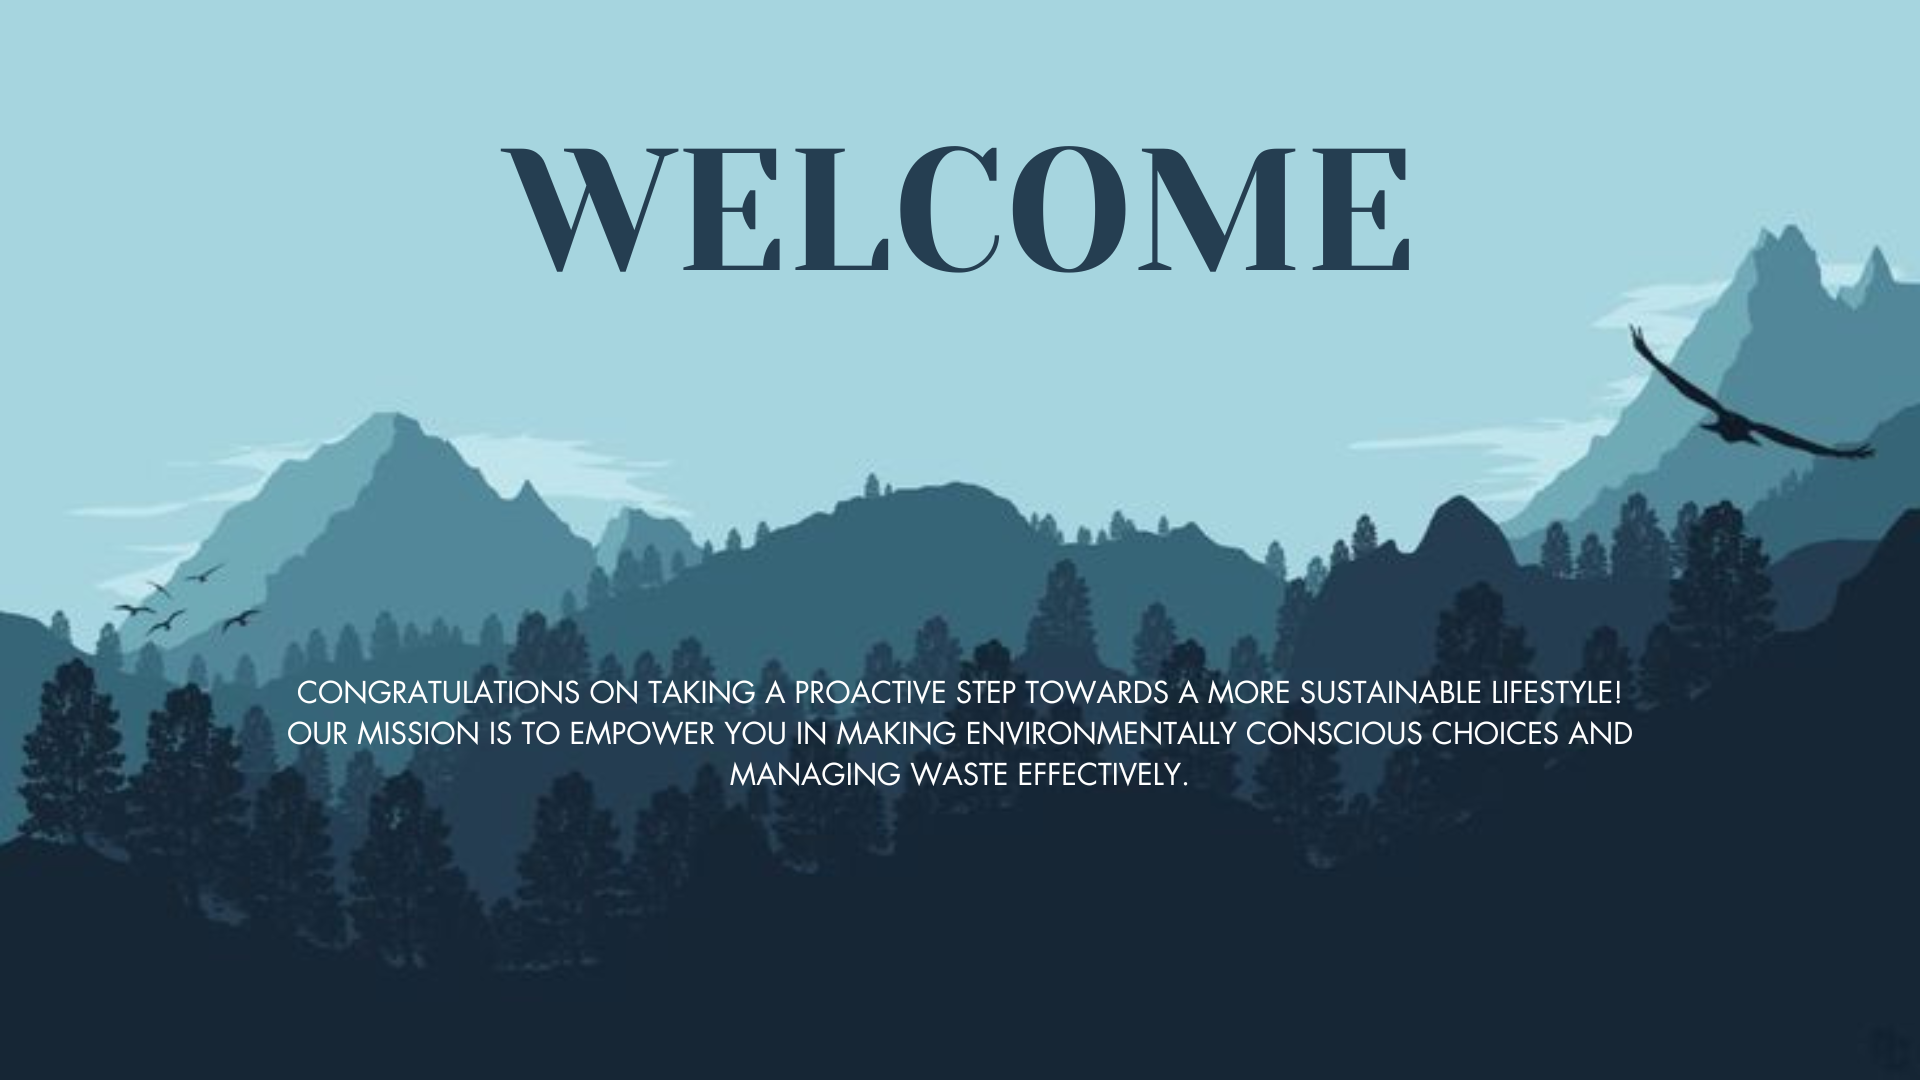 WELCOME
CONGRATULATIONS ON TAKING A PROACTIVE STEP TOWARDS A MORE SUSTAINABLE LIFESTYLE!
OUR MISSION IS TO EMPOWER YOU IN MAKING ENVIRONMENTALLY CONSCIOUS CHOICES AND
MANAGING WASTE EFFECTIVELY.